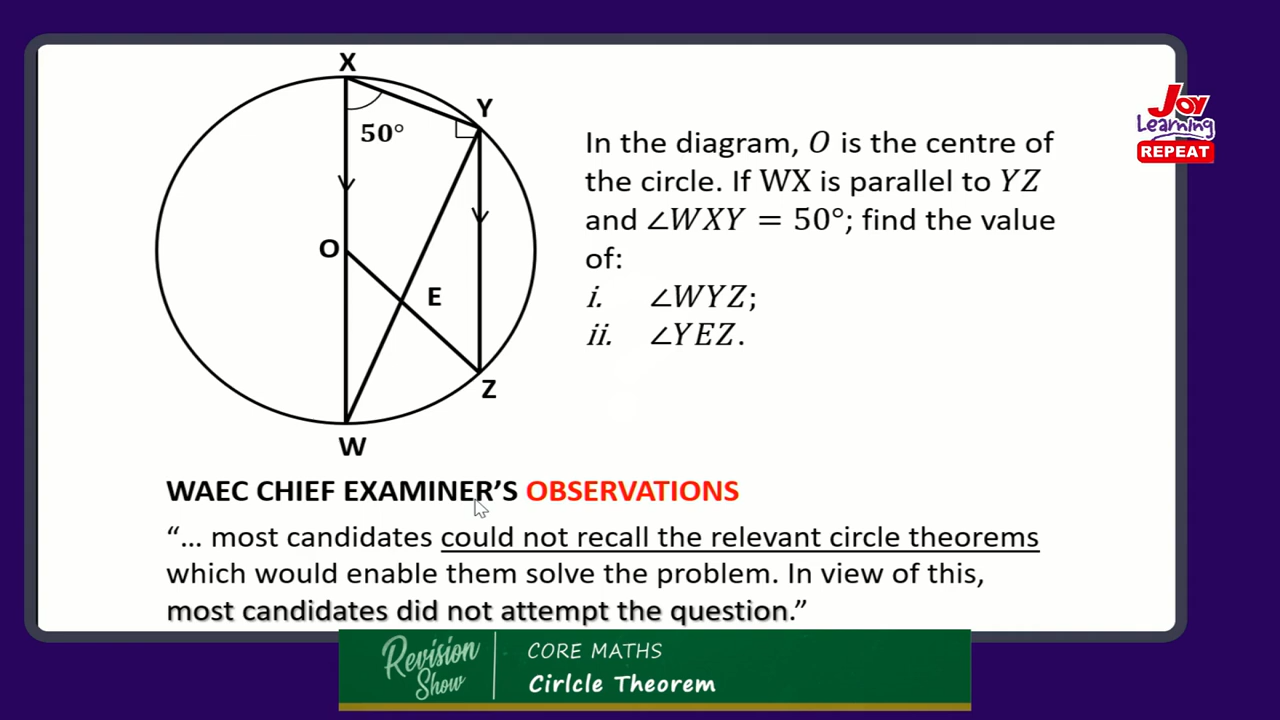 X
Y
50°
O
E
Z
W
In the diagram, O is the centre of
the circle. If WX is parallel to YZ
and ∠WXY = 50°; find the value
of:
i. ∠WYZ;
ii. ∠YEZ.
Joy
Learning
REPEAT
WAEC CHIEF EXAMINER’S OBSERVATIONS
“... most candidates could not recall the relevant circle theorems
which would enable them solve the problem. In view of this,
most candidates did not attempt the question.”
Revision
Show
CORE MATHS
Cirlcle Theorem